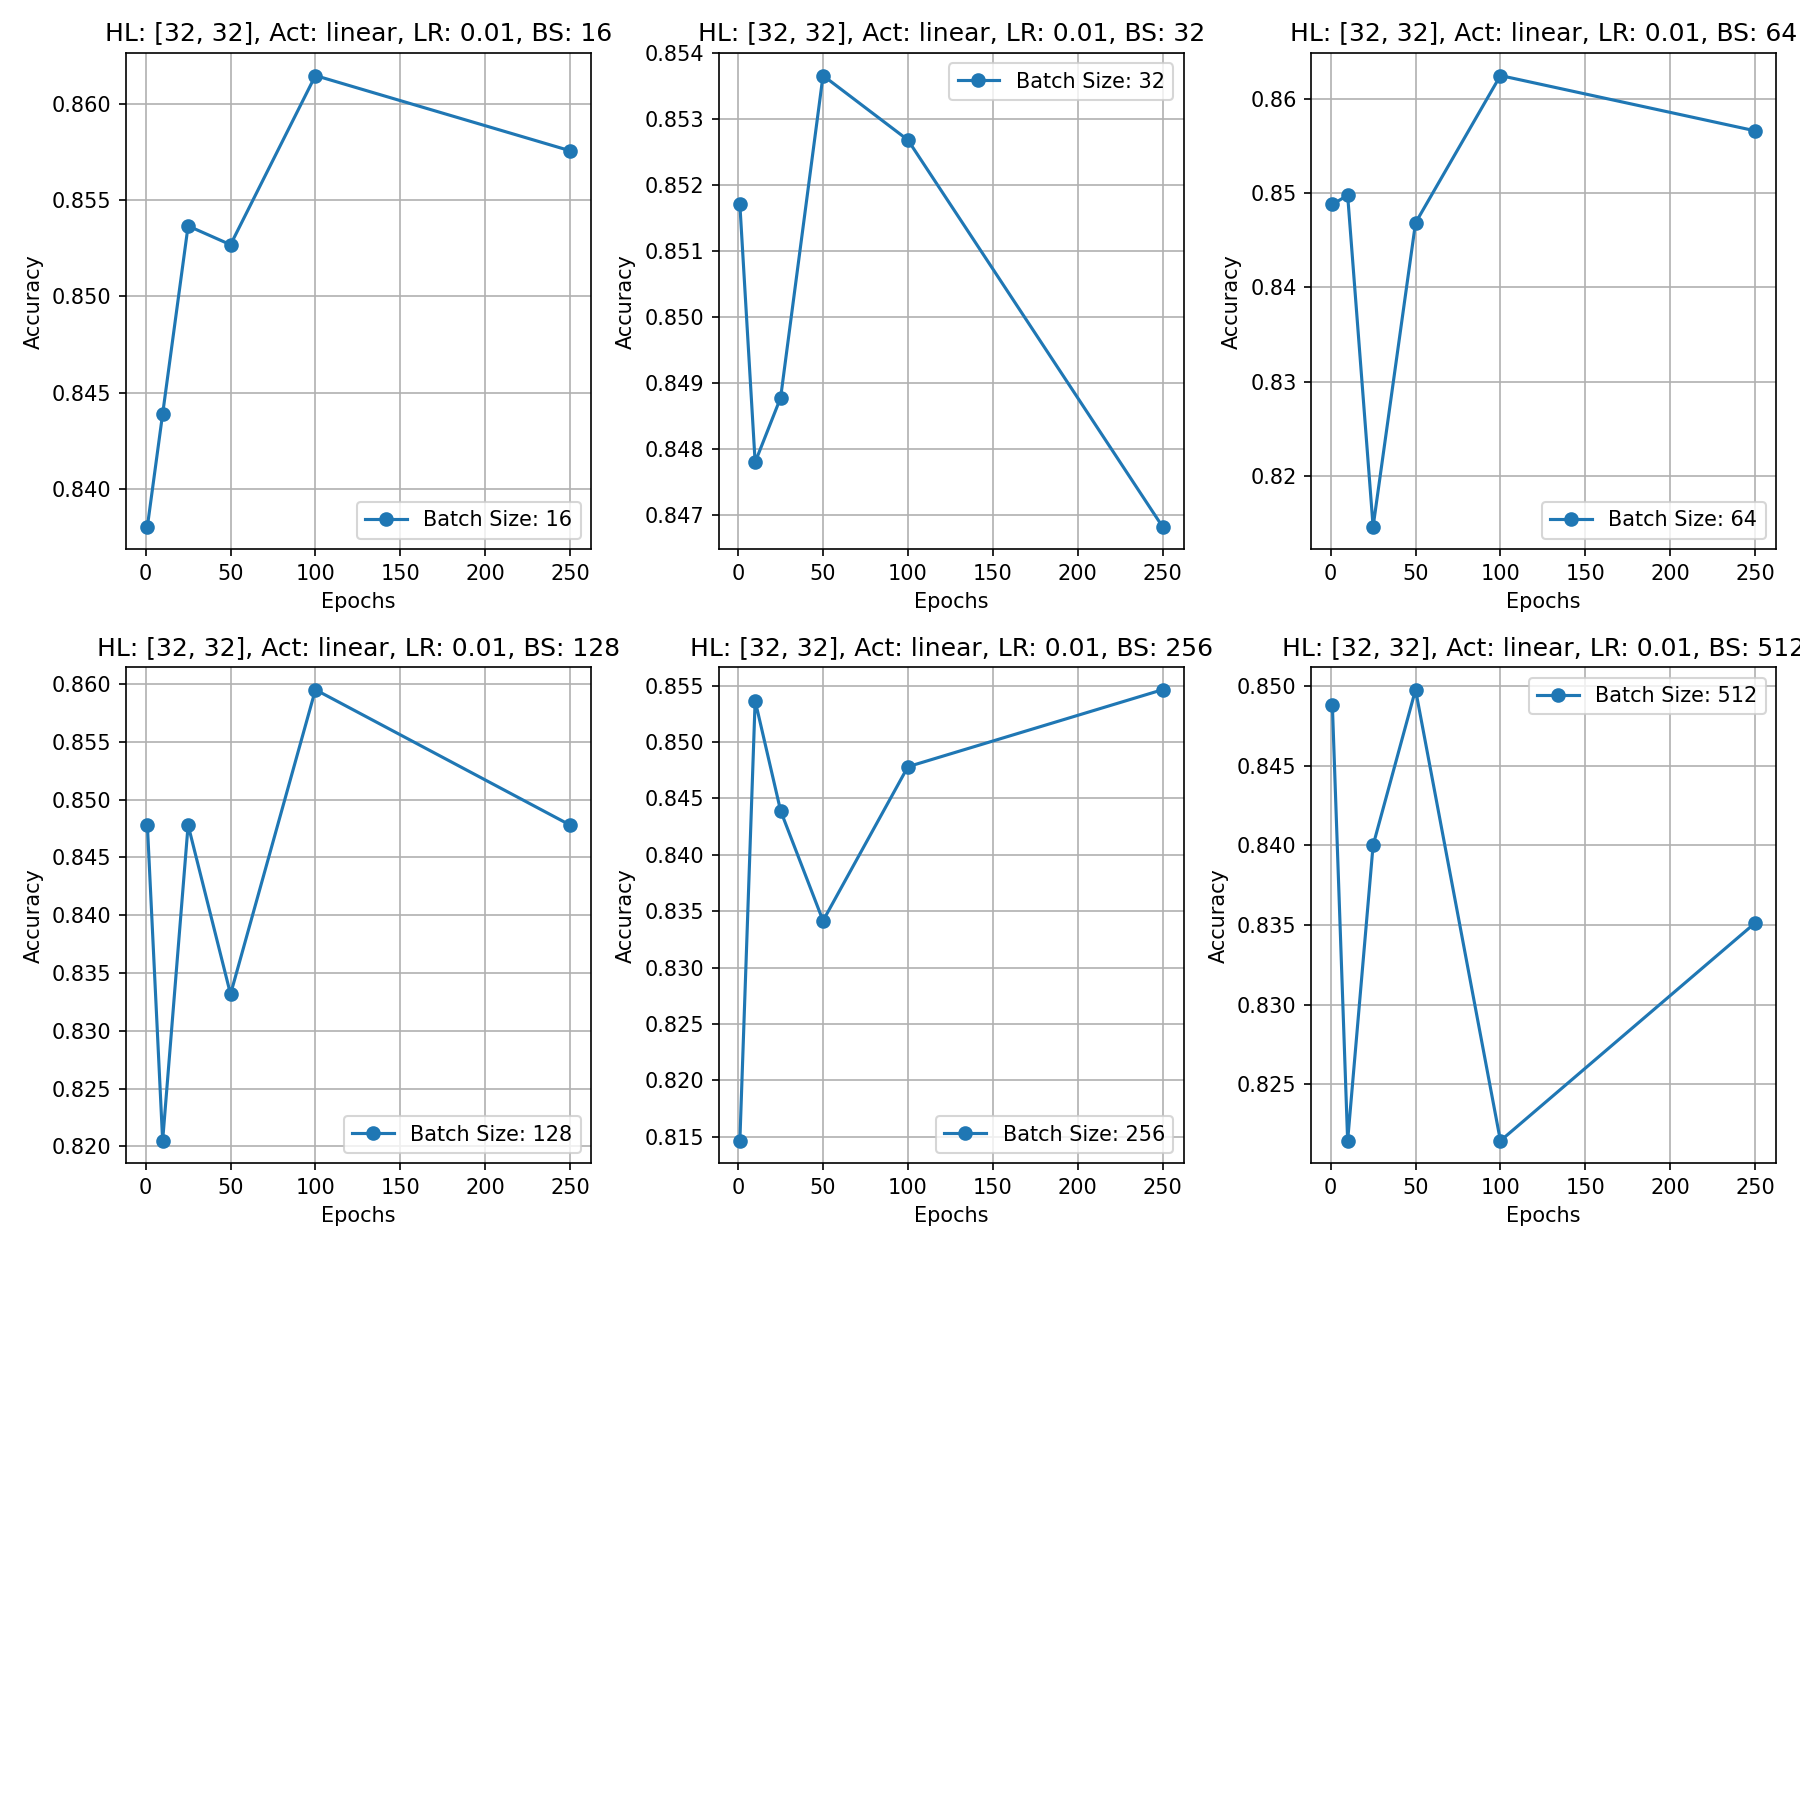 HL: [32, 32], Act: linear, LR: 0.01, BS: 16
0.860
0.855
0.850
0.845
0.840
Accuracy
Batch Size: 16
0 50 100 150 200 250
Epochs
HL: [32, 32], Act: linear, LR: 0.01, BS: 32
0.854
0.853
0.852
0.851
0.850
0.849
0.848
0.847
Accuracy
Batch Size: 32
0 50 100 150 200 250
Epochs
HL: [32, 32], Act: linear, LR: 0.01, BS: 64
0.86
0.85
0.84
0.83
0.82
Accuracy
Batch Size: 64
0 50 100 150 200 250
Epochs
HL: [32, 32], Act: linear, LR: 0.01, BS: 128
0.860
0.855
0.850
0.845
0.840
0.835
0.830
0.825
0.820
Accuracy
Batch Size: 128
0 50 100 150 200 250
Epochs
HL: [32, 32], Act: linear, LR: 0.01, BS: 256
0.855
0.850
0.845
0.840
0.835
0.830
0.825
0.820
0.815
Accuracy
Batch Size: 256
0 50 100 150 200 250
Epochs
HL: [32, 32], Act: linear, LR: 0.01, BS: 512
0.850
0.845
0.840
0.835
0.830
0.825
Accuracy
Batch Size: 512
0 50 100 150 200 250
Epochs